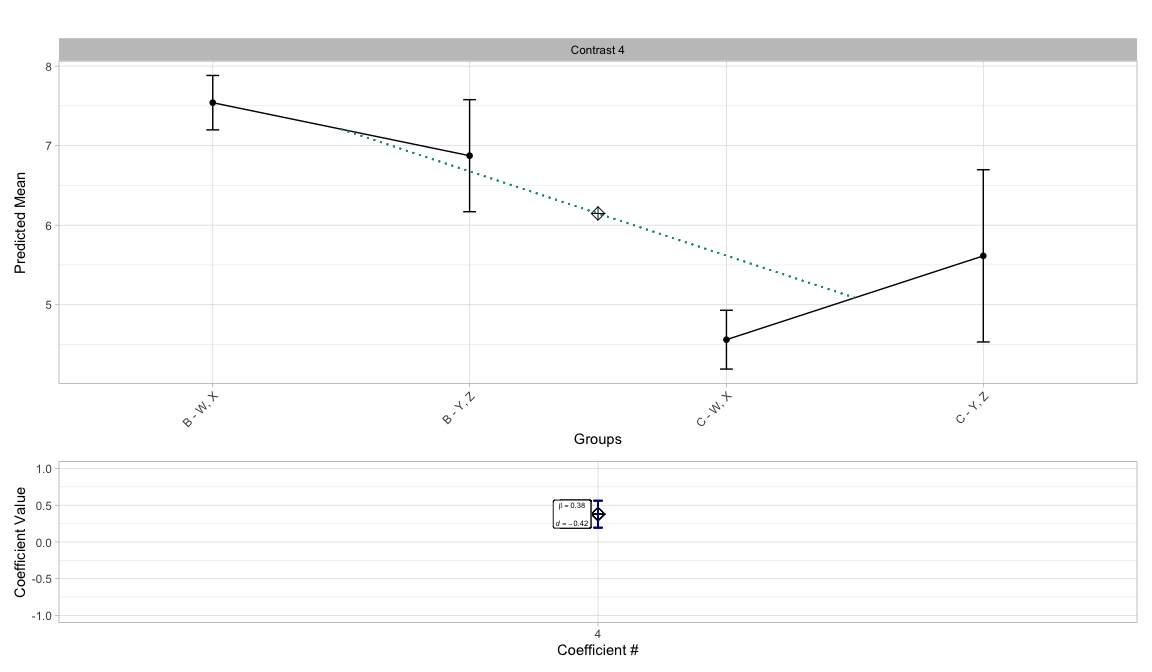 Contrast 4
8
7
6
5
Predicted Mean
B - W, X
B - Y, Z
C - W, X
C - Y, Z
Groups
1.0
0.5
0.0
-0.5
-1.0
Coefficient Value
β = 0.38
d = −0.42
4
Coefficient #